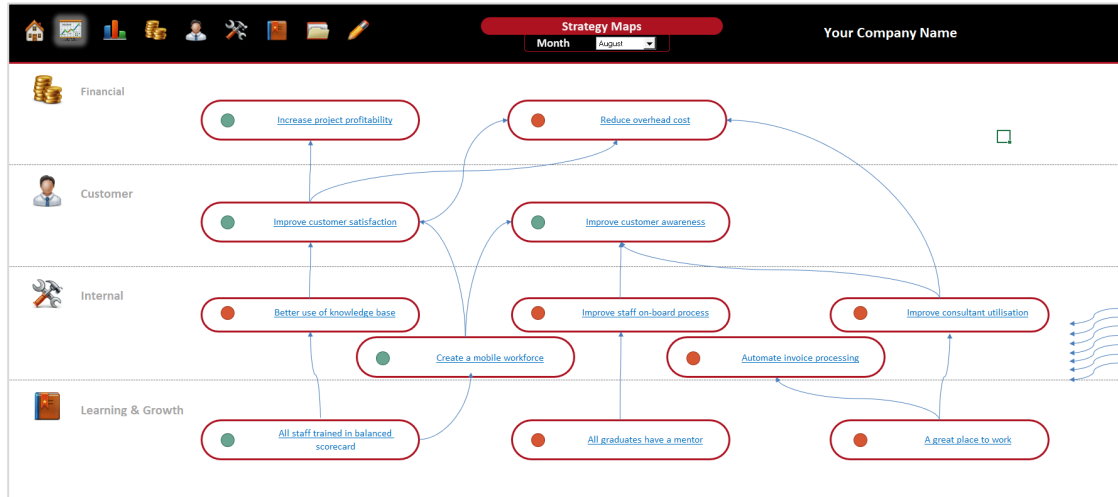 Strategy Maps
Month
August
Your Company Name
Financial
Increase project profitability
Reduce overhead cost
Customer
Improve customer satisfaction
Improve customer awareness
Internal
Better use of knowledge base
Improve staff on-board process
Improve consultant utilisation
Create a mobile workforce
Automate invoice processing
Learning & Growth
All staff trained in balanced
scorecard
All graduates have a mentor
A great place to work